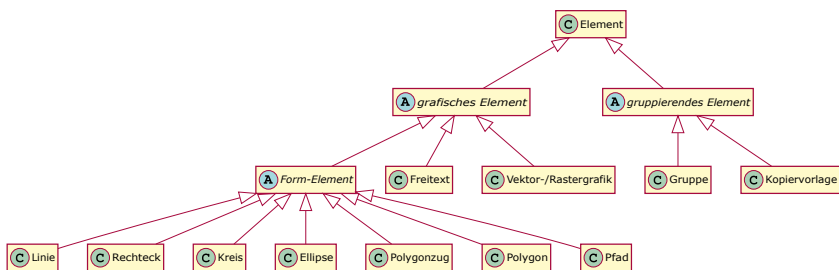 C Element
A grafisches Element
A gruppierendes Element
A Form-Element
C Freitext
C Vektor-/Rastergrafik
C Gruppe
C Kopiervorlage
C Linie
C Rechteck
C Kreis
C Ellipse
C Polygonzug
C Polygon
C Pfad